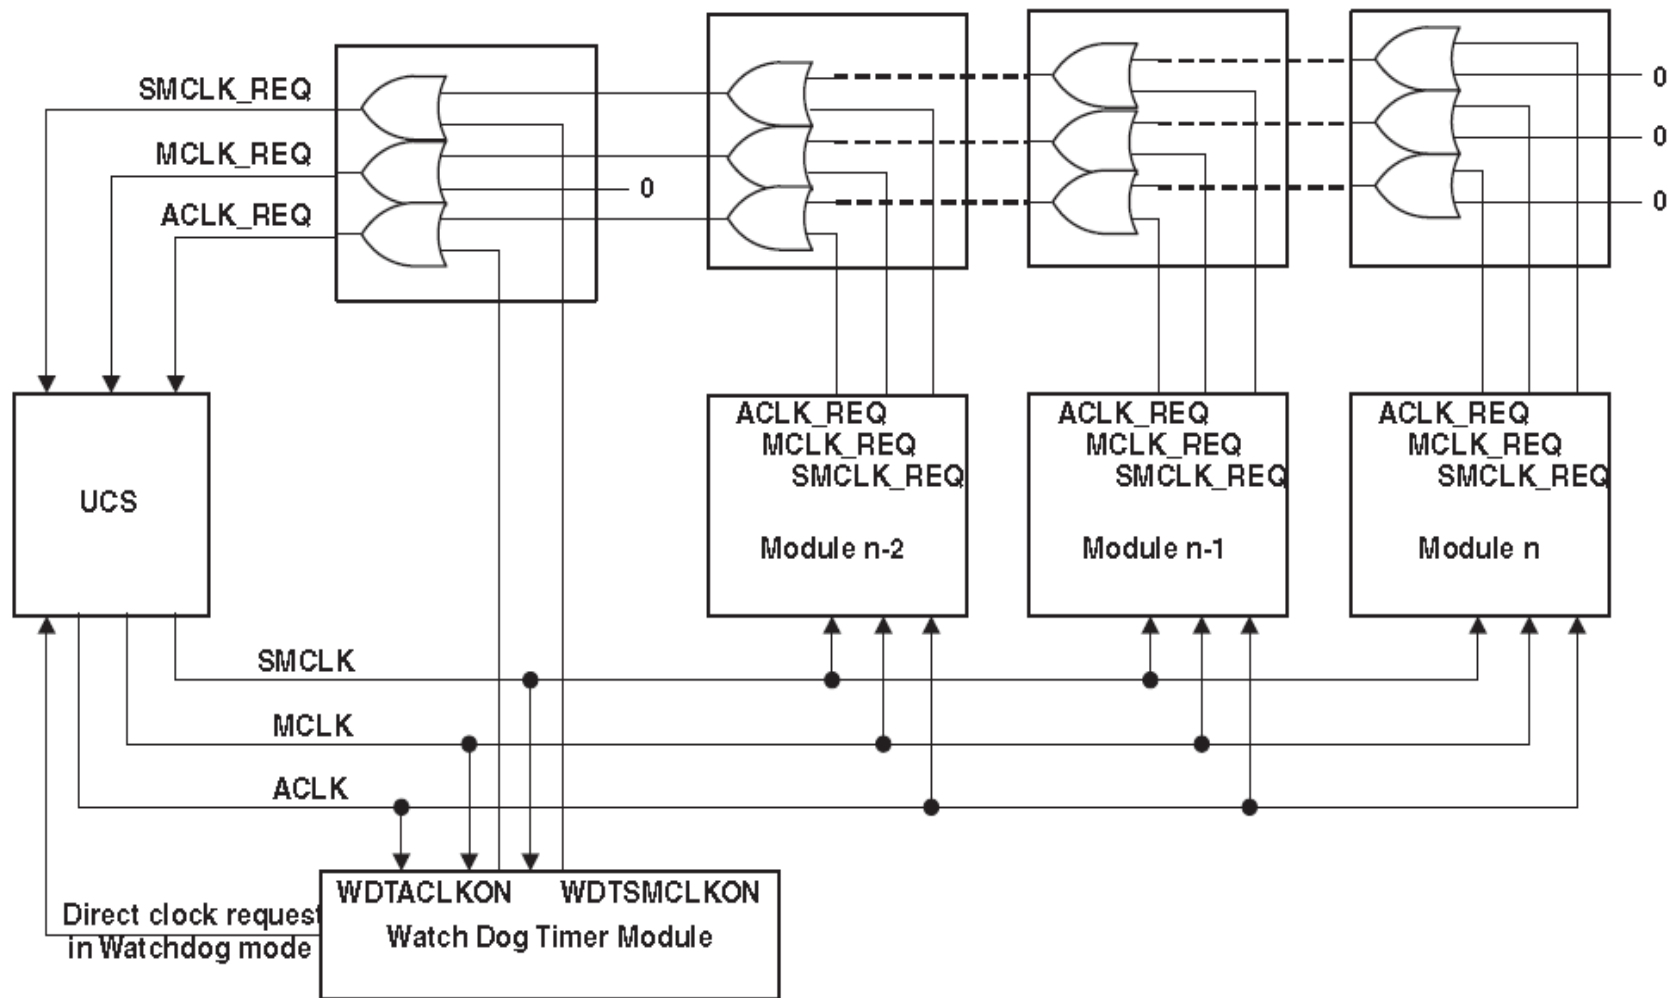 SMCLK_REQ
MCLK_REQ
ACLK_REQ
0
0
0
0
UCS
ACLK_REQ
MCLK_REQ
SMCLK_REQ
Module n-2
ACLK_REQ
MCLK_REQ
SMCLK_REQ
Module n-1
ACLK_REQ
MCLK_REQ
SMCLK_REQ
Module n
SMCLK
MCLK
ACLK
Direct clock request
in Watchdog mode
WDTACLKON WDTSMCLKON
Watch Dog Timer Module